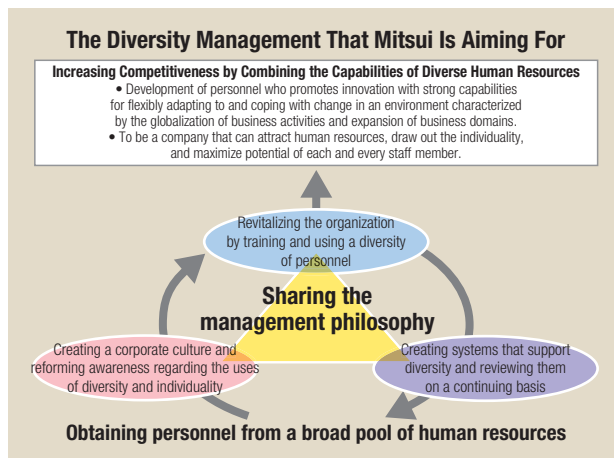 The Diversity Management That Mitsui Is Aiming For
Increasing Competitiveness by Combining the Capabilities of Diverse Human Resources
• Development of personnel who promotes innovation with strong capabilities
for flexibly adapting to and coping with change in an environment characterized
by the globalization of business activities and expansion of business domains.
• To be a company that can attract human resources, draw out the individuality,
and maximize potential of each and every staff member.
Revitalizing the organization
by training and using a diversity
of personnel
Sharing the
management philosophy
Creating a corporate culture and
reforming awareness regarding the uses
of diversity and individuality
Creating systems that support
diversity and reviewing them
on a continuing basis
Obtaining personnel from a broad pool of human resources